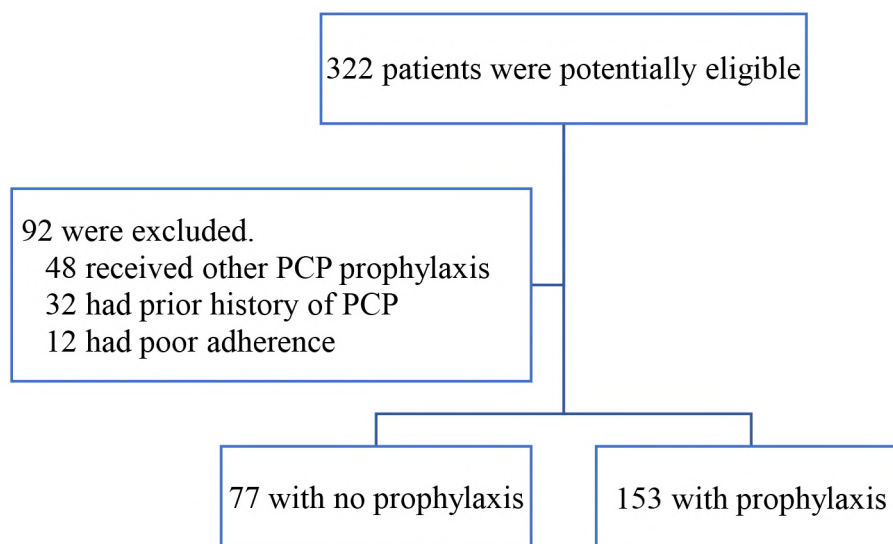 322 patients were potentially eligible
92 were excluded.
48 received other PCP prophylaxis
32 had prior history of PCP
12 had poor adherence
77 with no prophylaxis
153 with prophylaxis